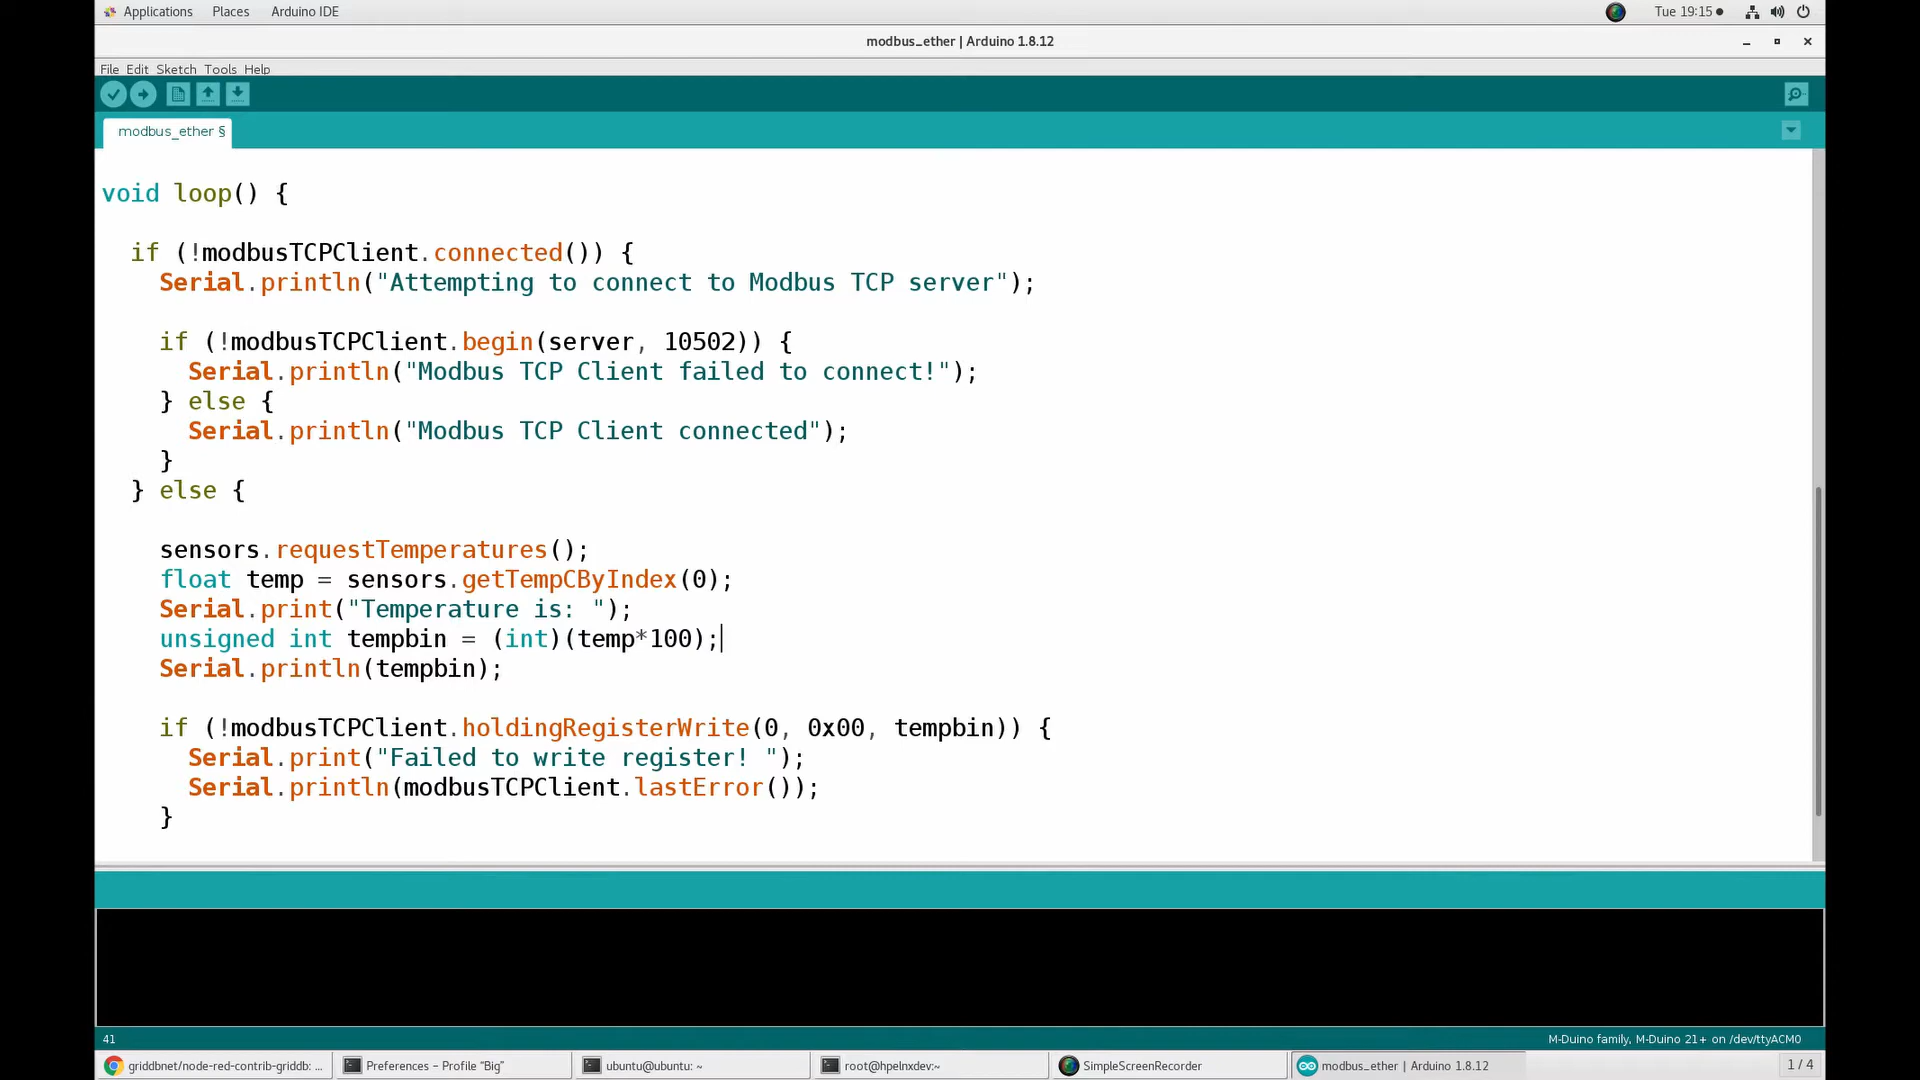 Applications Places Arduino IDE Tue 19:15
modbus_ether | Arduino 1.8.12
File Edit Sketch Tools Help
modbus_ether §
void loop() {
if (!modbusTCPClient.connected()) {
Serial.println("Attempting to connect to Modbus TCP server");
if (!modbusTCPClient.begin(server, 10502)) {
Serial.println("Modbus TCP Client failed to connect!");
} else {
Serial.println("Modbus TCP Client connected");
}
} else {
sensors.requestTemperatures();
float temp = sensors.getTempCByIndex(0);
Serial.print("Temperature is: ");
unsigned int tempbin = (int)(temp*100);
Serial.println(tempbin);
if (!modbusTCPClient.holdingRegisterWrite(0, 0x00, tempbin)) {
Serial.print("Failed to write register! ");
Serial.println(modbusTCPClient.lastError());
}
41 M-Duino family, M-Duino 21+ on /dev/ttyACM0
griddbnet/node-red-contrib-griddb: ... Preferences – Profile "Big" ubuntu@ubuntu: ~ root@hpelnxdev:~ SimpleScreenRecorder modbus_ether | Arduino 1.8.12 1 / 4